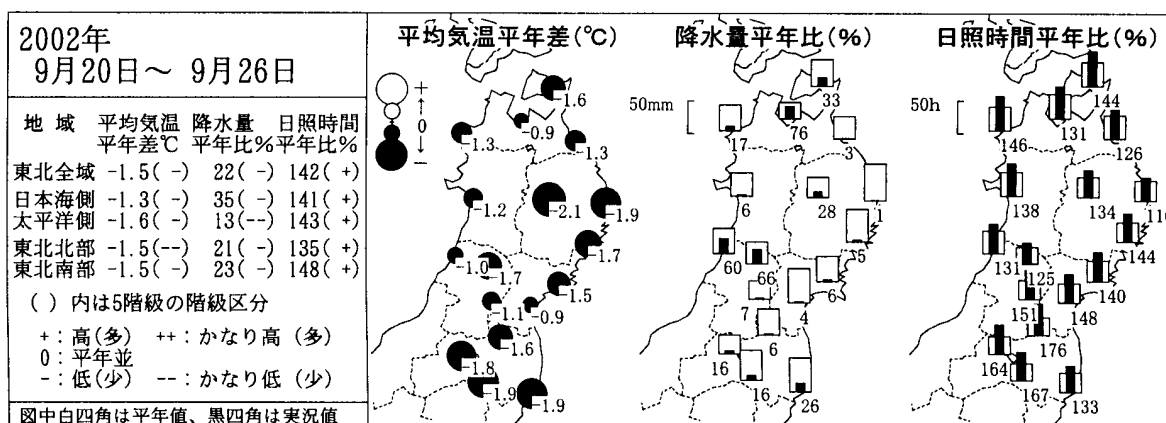 2002年
9月20日～ 9月26日
地 域 平均気温 降水量 日照時間
平年差℃ 平年比% 平年比%
東北全域 -1.5( -) 22( -) 142( +)
日本海側 -1.3( -) 35( -) 141( +)
太平洋側 -1.6( -) 13(--) 143( +)
東北北部 -1.5(--) 21( -) 135( +)
東北南部 -1.5( -) 23( -) 148( +)
( ) 内は5階級の階級区分
+：高(多) ++：かなり高 (多)
0：平年並
-：低(少) --：かなり低 (少)
図中白四角は平年値、黒四角は実況値
平均気温平年差(℃)
+
↑
0
↓
-
-1.6
-0.9
-1.3
-1.3
-1.2
-2.1
-1.9
-1.7
-1.0
-1.7
-1.5
-1.1
-0.9
-1.6
-1.8
-1.9
-1.9
降水量平年比(%)
50mm
33
76
17
3
6
28
1
5
60
66
6
7
4
6
16
16
26
日照時間平年比(%)
50h
144
131
146
126
138
134
144
131
125
140
151
148
176
164
167
133